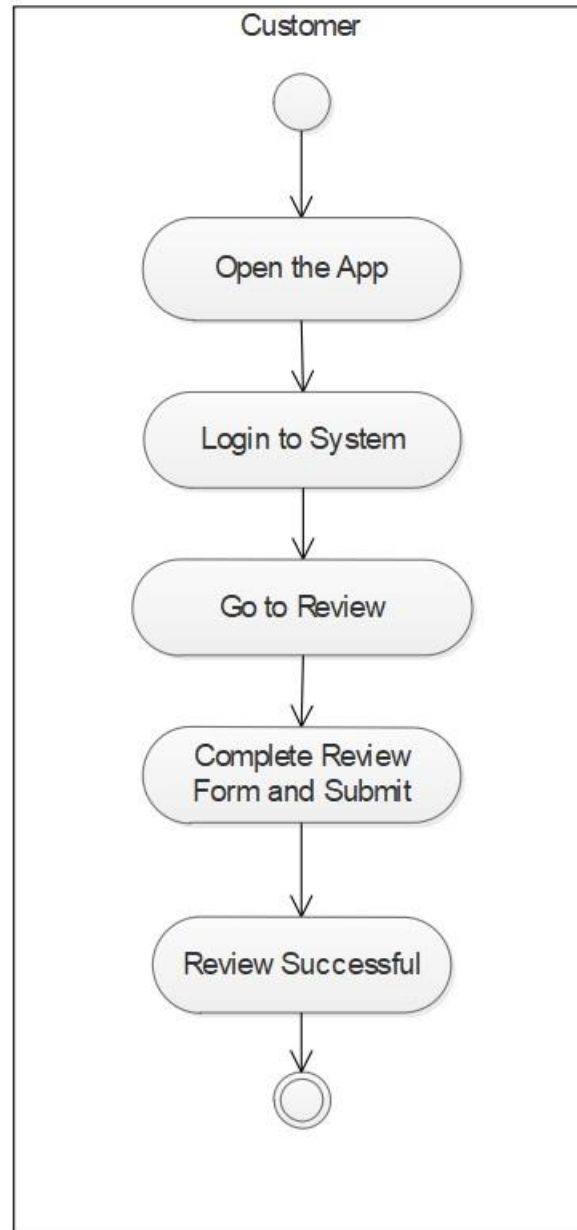 Customer
Open the App
Login to System
Go to Review
Complete Review
Form and Submit
Review Successful